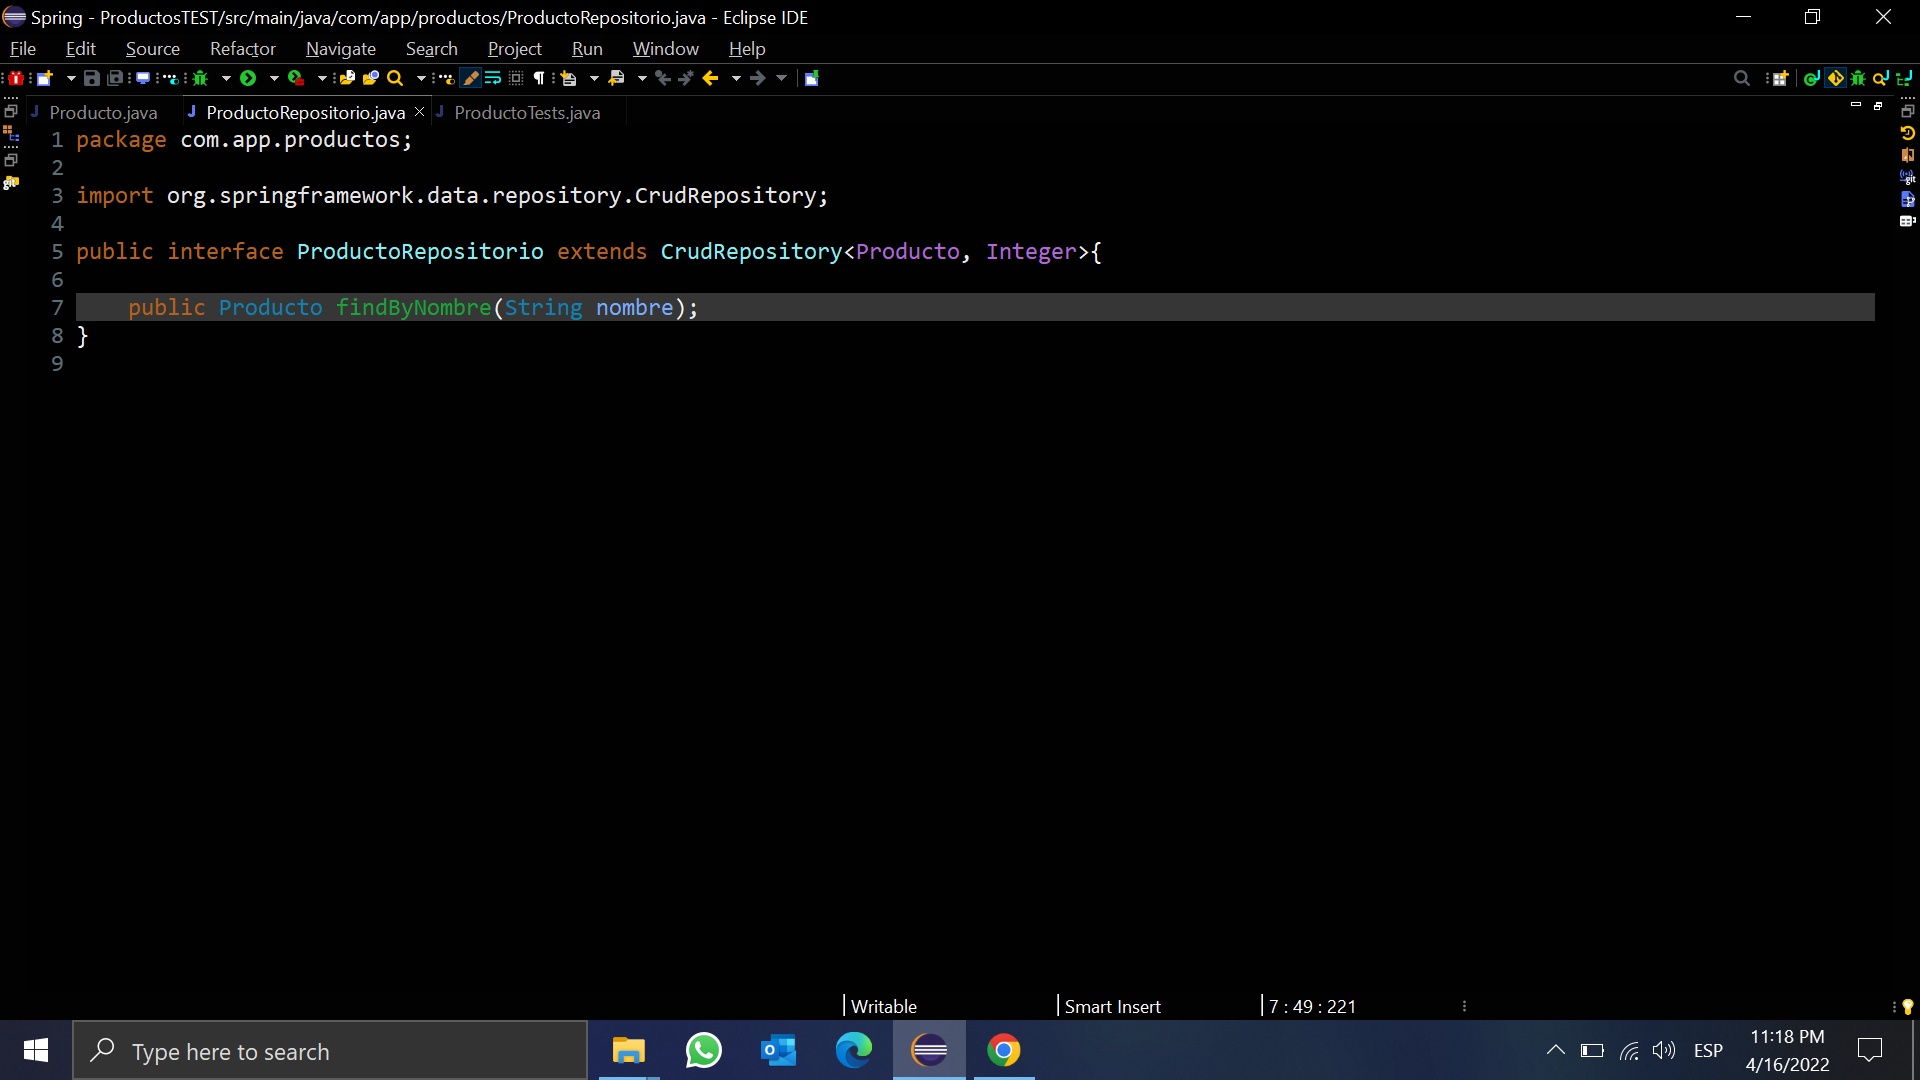 Spring - ProductosTEST/src/main/java/com/app/productos/ProductoRepositorio.java - Eclipse IDE
File Edit Source Refactor Navigate Search Project Run Window Help
Producto.java ProductoRepositorio.java ProductoTests.java
1 package com.app.productos;
2
3 import org.springframework.data.repository.CrudRepository;
4
5 public interface ProductoRepositorio extends CrudRepository<Producto, Integer>{
6
7 public Producto findByNombre(String nombre);
8 }
9
Writable Smart Insert 7 : 49 : 221
Type here to search
ESP
11:18 PM
4/16/2022